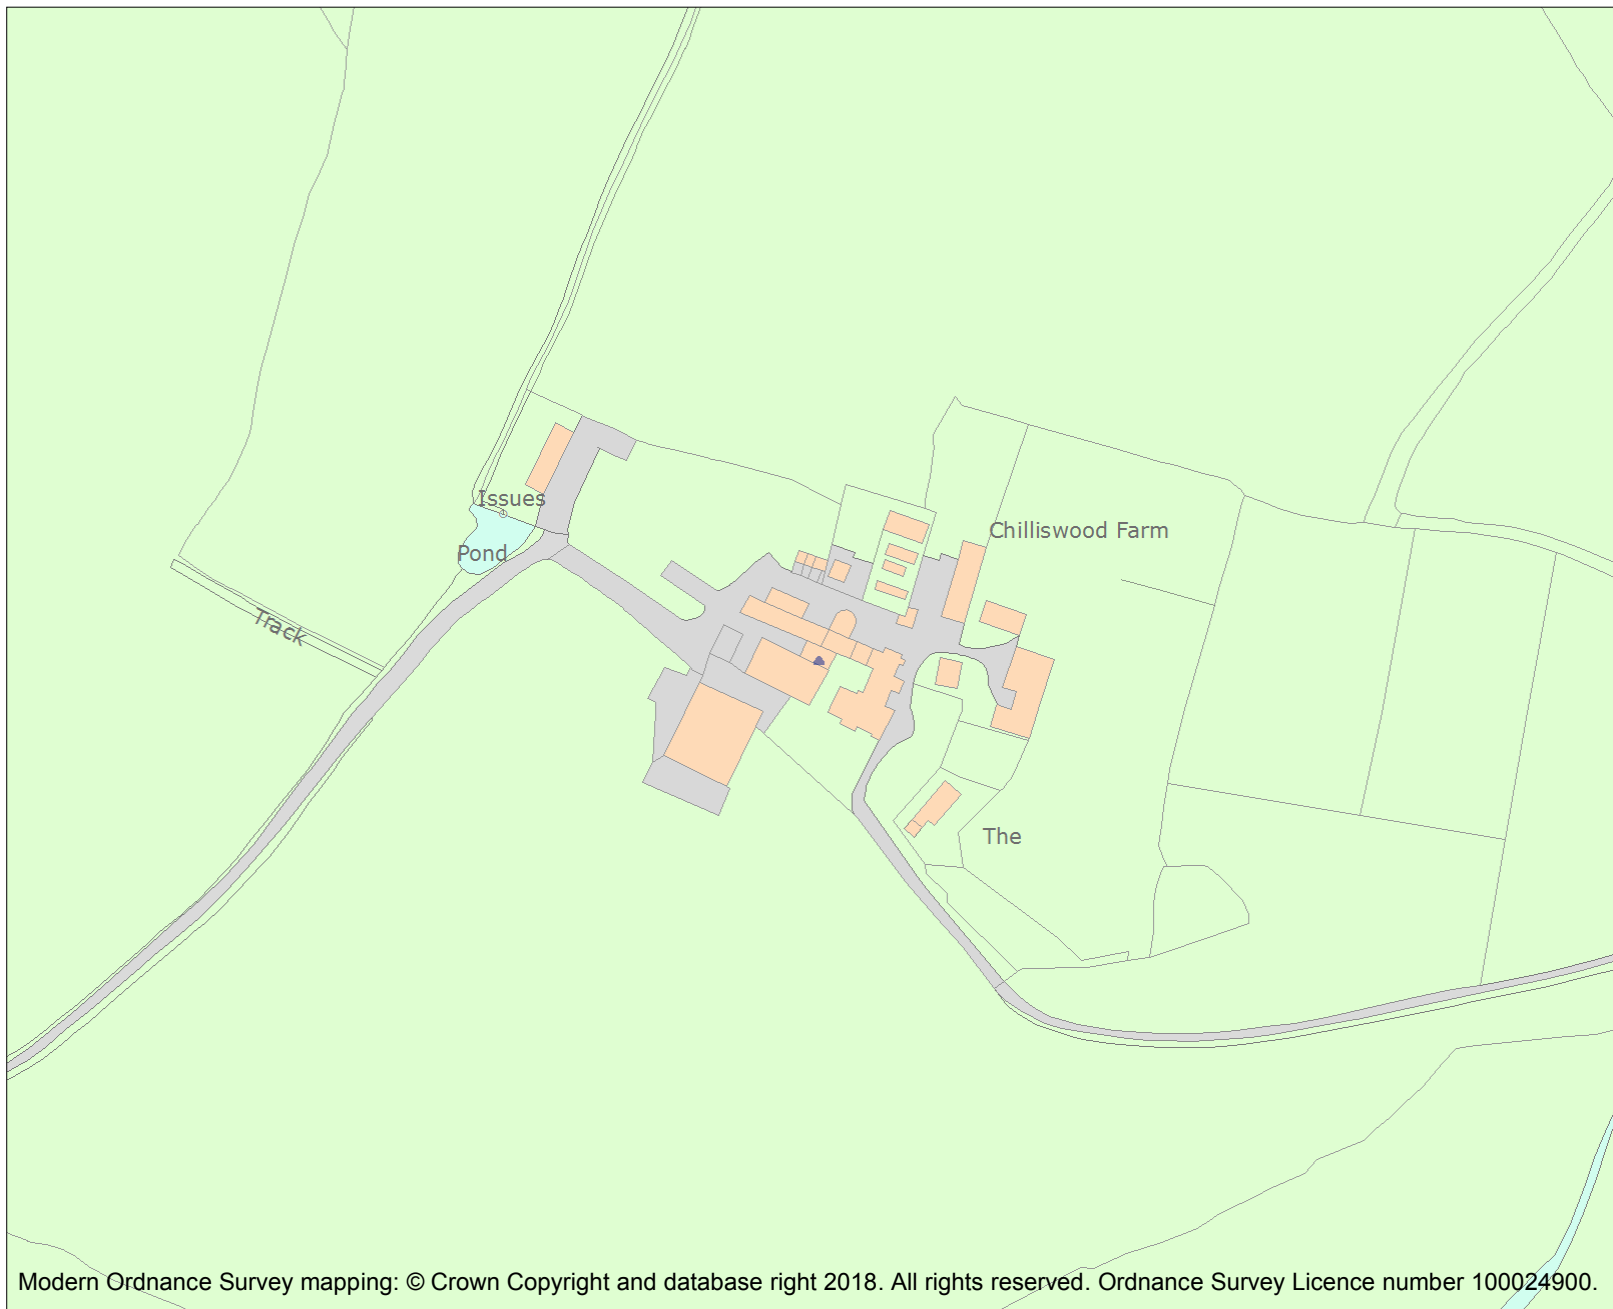 Issues
Chilliswood Farm
Pond
Track
The
Modern Ordnance Survey mapping: © Crown Copyright and database right 2018. All rights reserved. Ordnance Survey Licence number 100024900.